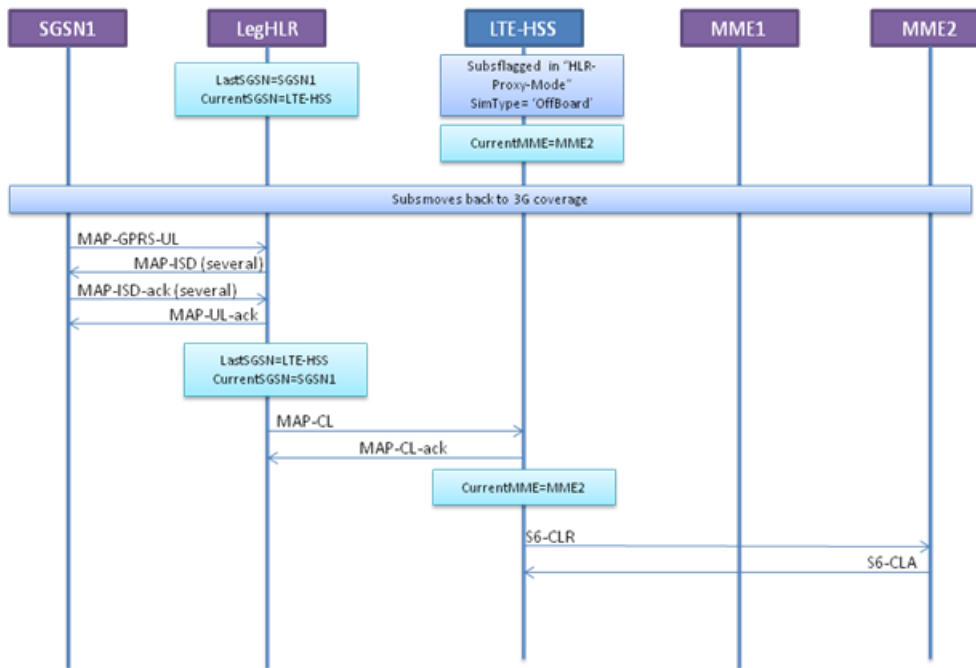 SGSN1
LegHLR
LTE-HSS
MME1
MME2
LastSGSN=SGSN1
CurrentSGSN=LTE-HSS
Subsflagged in "HLR-
Proxy-Mode"
SimType= 'OffBoard'
CurrentMME=MME2
Subsmoves back to 3G coverage
MAP-GPRS-UL
MAP-ISD (several)
MAP-ISD-ack (several)
MAP-UL-ack
LastSGSN=LTE-HSS
CurrentSGSN=SGSN1
MAP-CL
MAP-CL-ack
CurrentMME=MME2
S6-CLR
S6-CLA